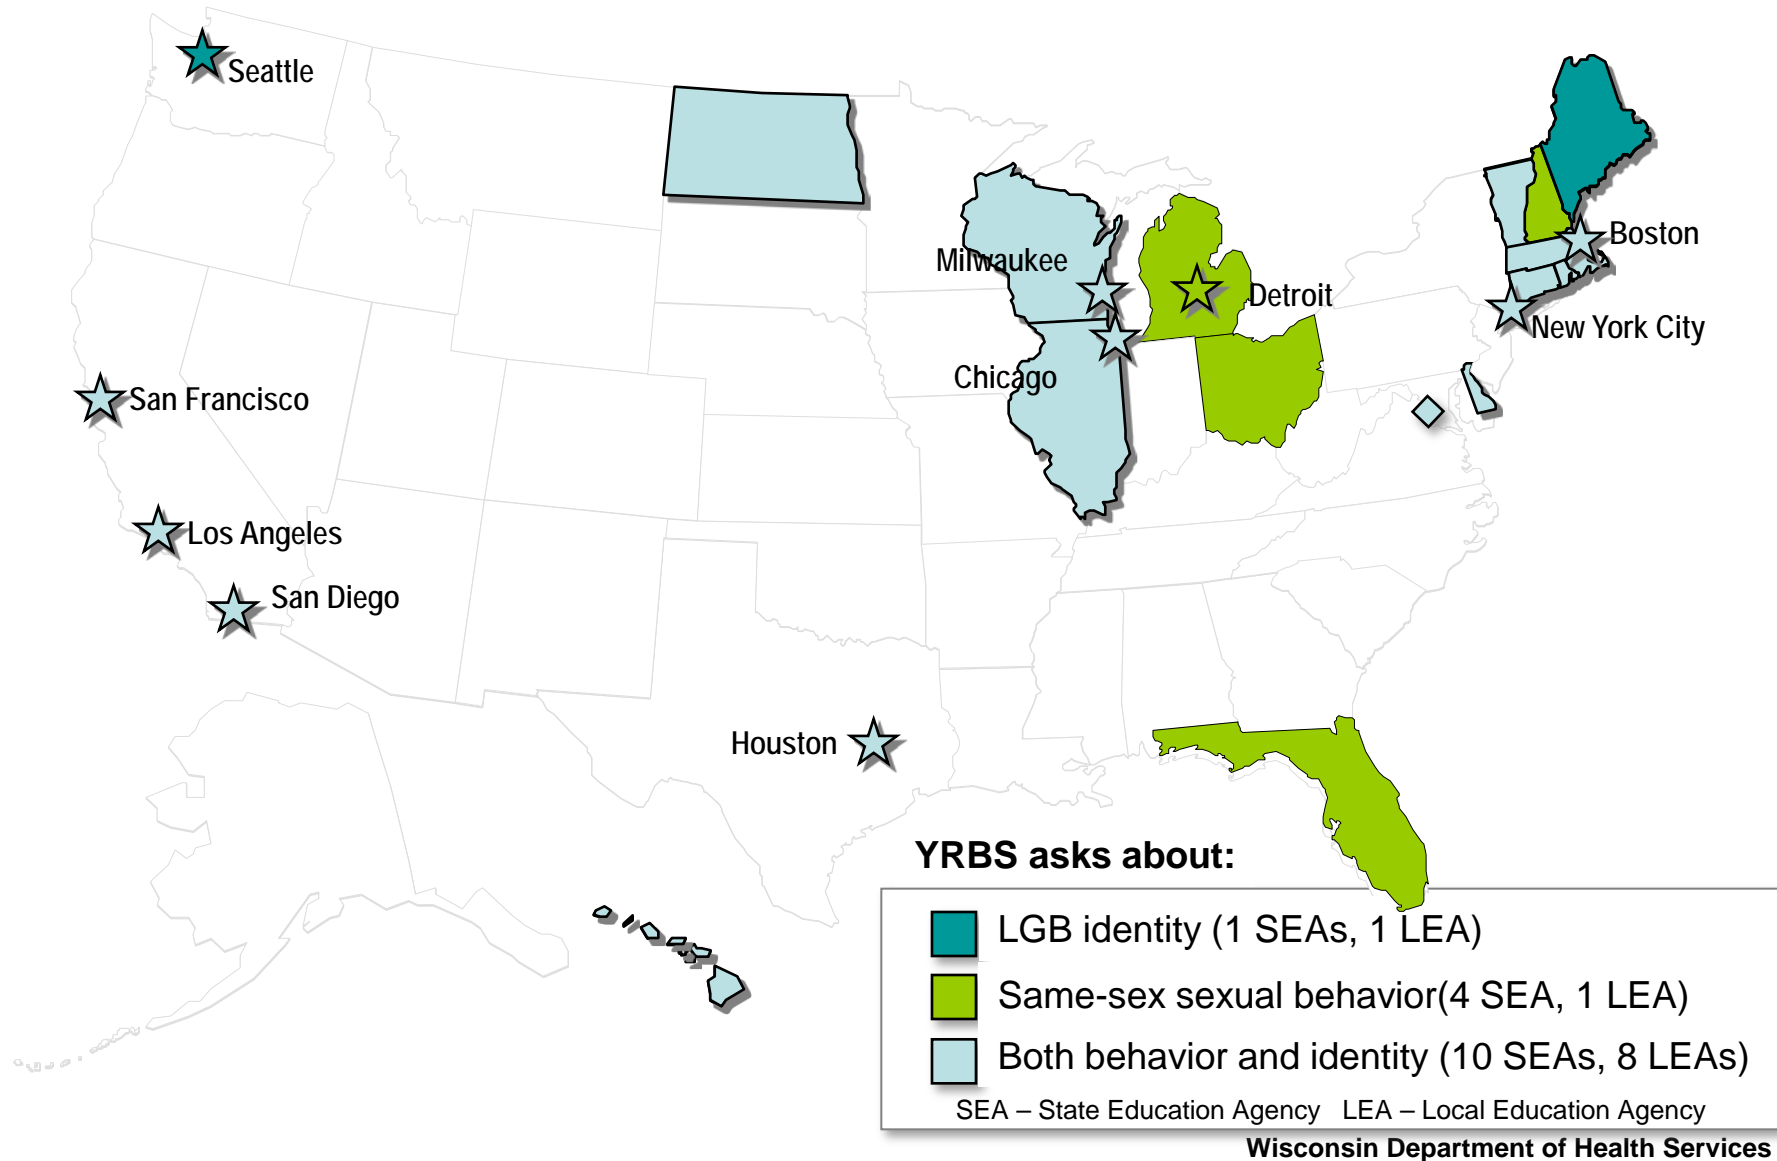 Seattle
Boston
Milwaukee
Detroit
New York City
Chicago
San Francisco
Los Angeles
San Diego
Houston
YRBS asks about:
LGB identity (1 SEAs, 1 LEA)
Same-sex sexual behavior(4 SEA, 1 LEA)
Both behavior and identity (10 SEAs, 8 LEAs)
SEA – State Education Agency LEA – Local Education Agency
Wisconsin Department of Health Services